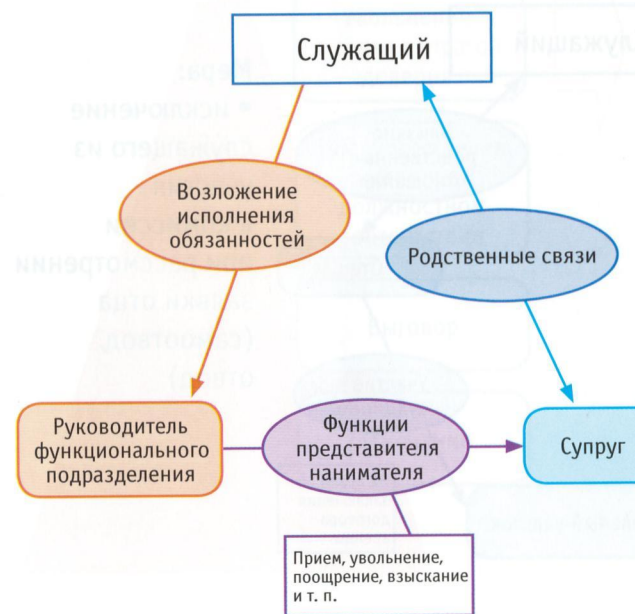 Служащий
Возложение
исполнения
обязанностей
Родственные связи
Руководитель
функционального
подразделения
Функции
представителя
нанимателя
Супруг
Прием, увольнение,
поощрение, взыскание
и т. п.